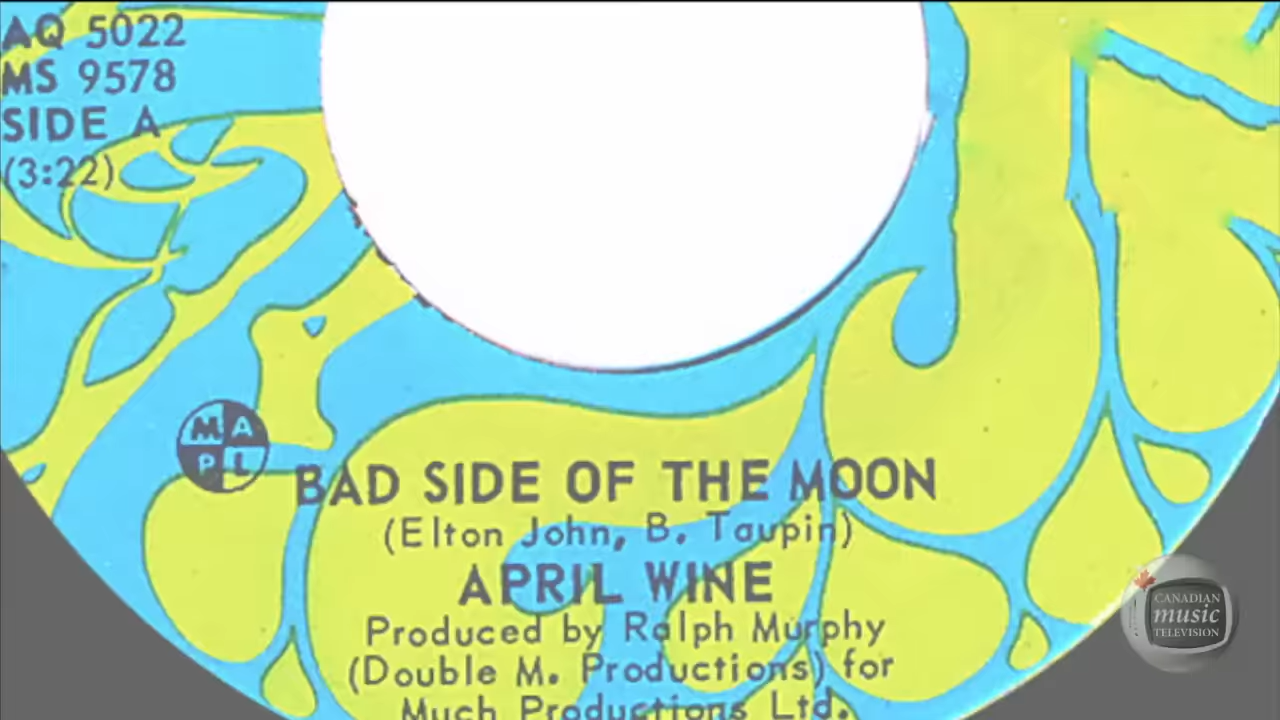 AQ 5022
MS 9578
SIDE A
(3:22)
M A
P L
BAD SIDE OF THE MOON
(Elton John, B. Taupin)
APRIL WINE
Produced by Ralph Murphy
(Double M. Productions) for
Much Productions Ltd.
CANADIAN
music
TELEVISION